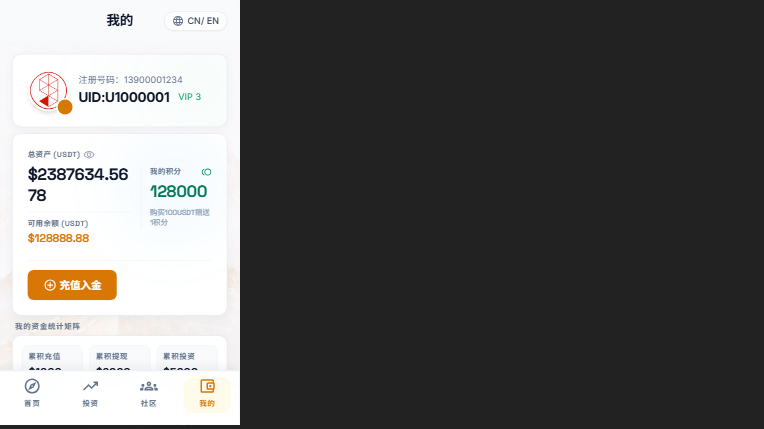 我的
CN/ EN
注册号码：13900001234
UID:U1000001 VIP 3
总资产 (USDT)
$2387634.56
78
可用余额 (USDT)
$128888.88
我的积分
128000
购买100USDT赠送
1积分
充值入金
我的资金统计矩阵
累积充值 累积提现 累积投资
首页 投资 社区 我的